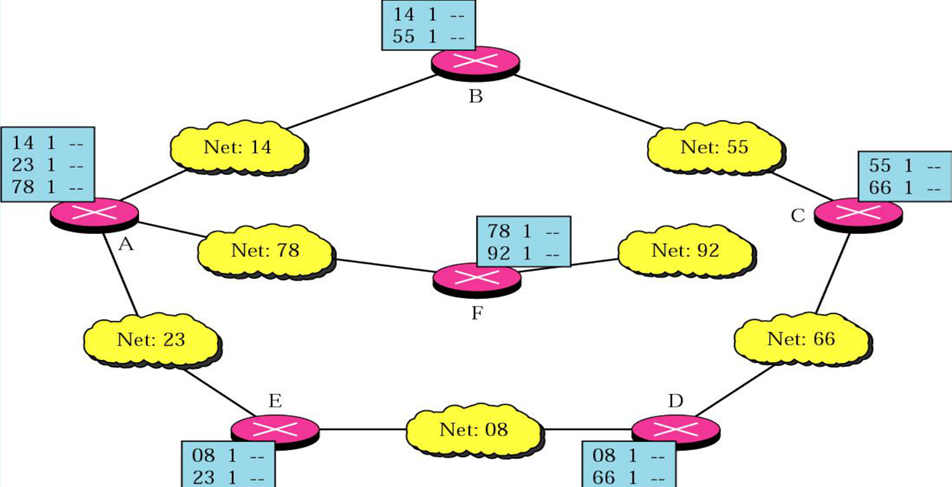 14 1 --
55 1 --
B
Net: 14
Net: 55
14 1 --
23 1 --
78 1 --
A
55 1 --
66 1 --
C
Net: 78
78 1 --
92 1 --
F
Net: 92
Net: 23
Net: 66
E
08 1 --
23 1 --
Net: 08
D
08 1 --
66 1 --